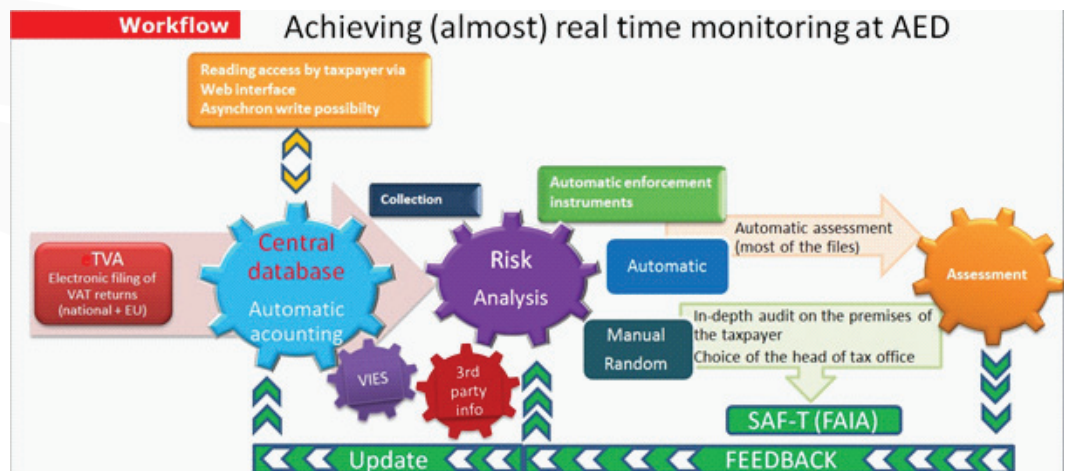 Workflow
Achieving (almost) real time monitoring at AED
Reading access by taxpayer via
Web interface
Asynchron write possibilty
Collection
Automatic enforcement
instruments
eTVA
Electronic filing of
VAT returns
(national + EU)
Central
database
Automatic
acounting
Risk
Analysis
Automatic
Automatic assessment
(most of the files)
Assessment
Manual
Random
In-depth audit on the premises of
the taxpayer
Choice of the head of tax office
VIES
3rd
party
info
SAF-T (FAIA)
Update
FEEDBACK